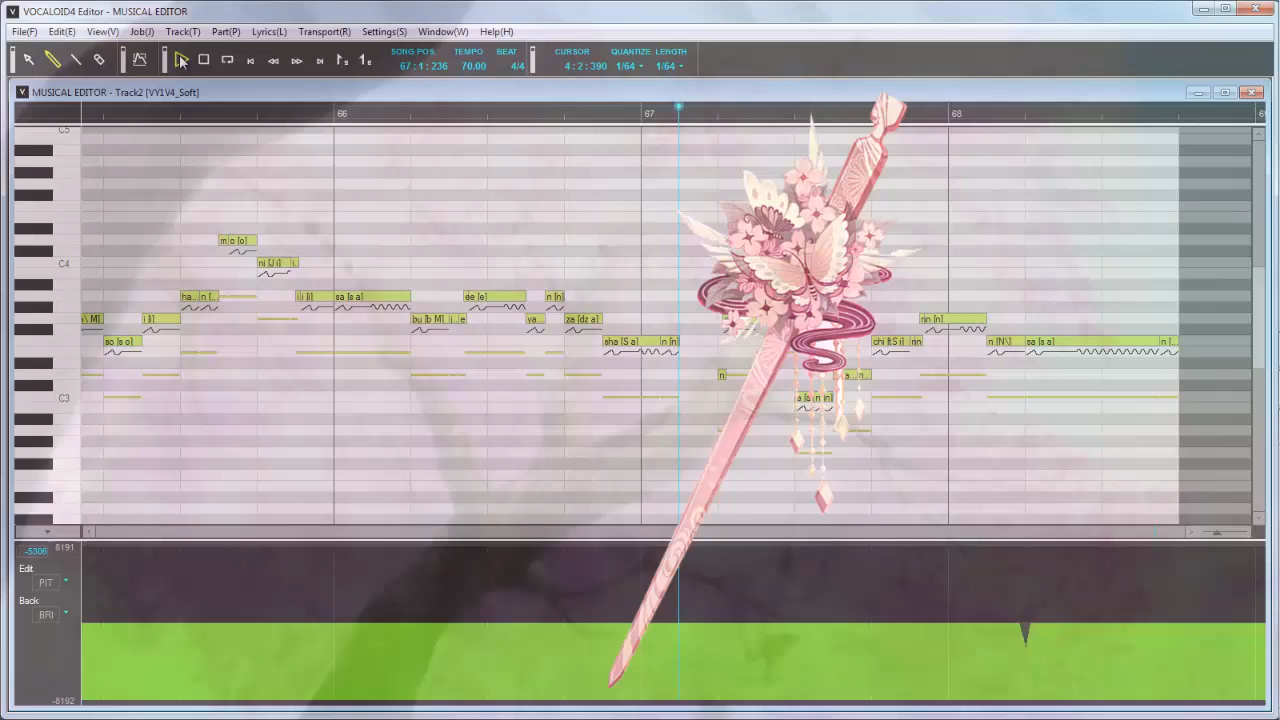 VOCALOID4 Editor - MUSICAL EDITOR
File(F) Edit(E) View(V) Job(J) Track(T) Part(P) Lyrics(L) Transport(R) Settings(S) Window(W) Help(H)
SONG POS. TEMPO BEAT CURSOR QUANTIZE LENGTH
67:1:236 70.00 4/4 4:2:390 1/64 1/64
MUSICAL EDITOR - Track2 [VY1V4_Soft]
66 67 68
C5
m o [o]
C4 ni [J i] i..
ha... n [... i [i] sa [s a] ee [e] n [n]
\ M] i [i] bu [b M] i... e va... za [dz a] rin [n]
so [s o] sha [S a] n [n] chi [tS i] rin n [N\] sa [s a] n [...
n a... n...
C3
-5306 8191
Edit
PIT
Back
BRI
-8192